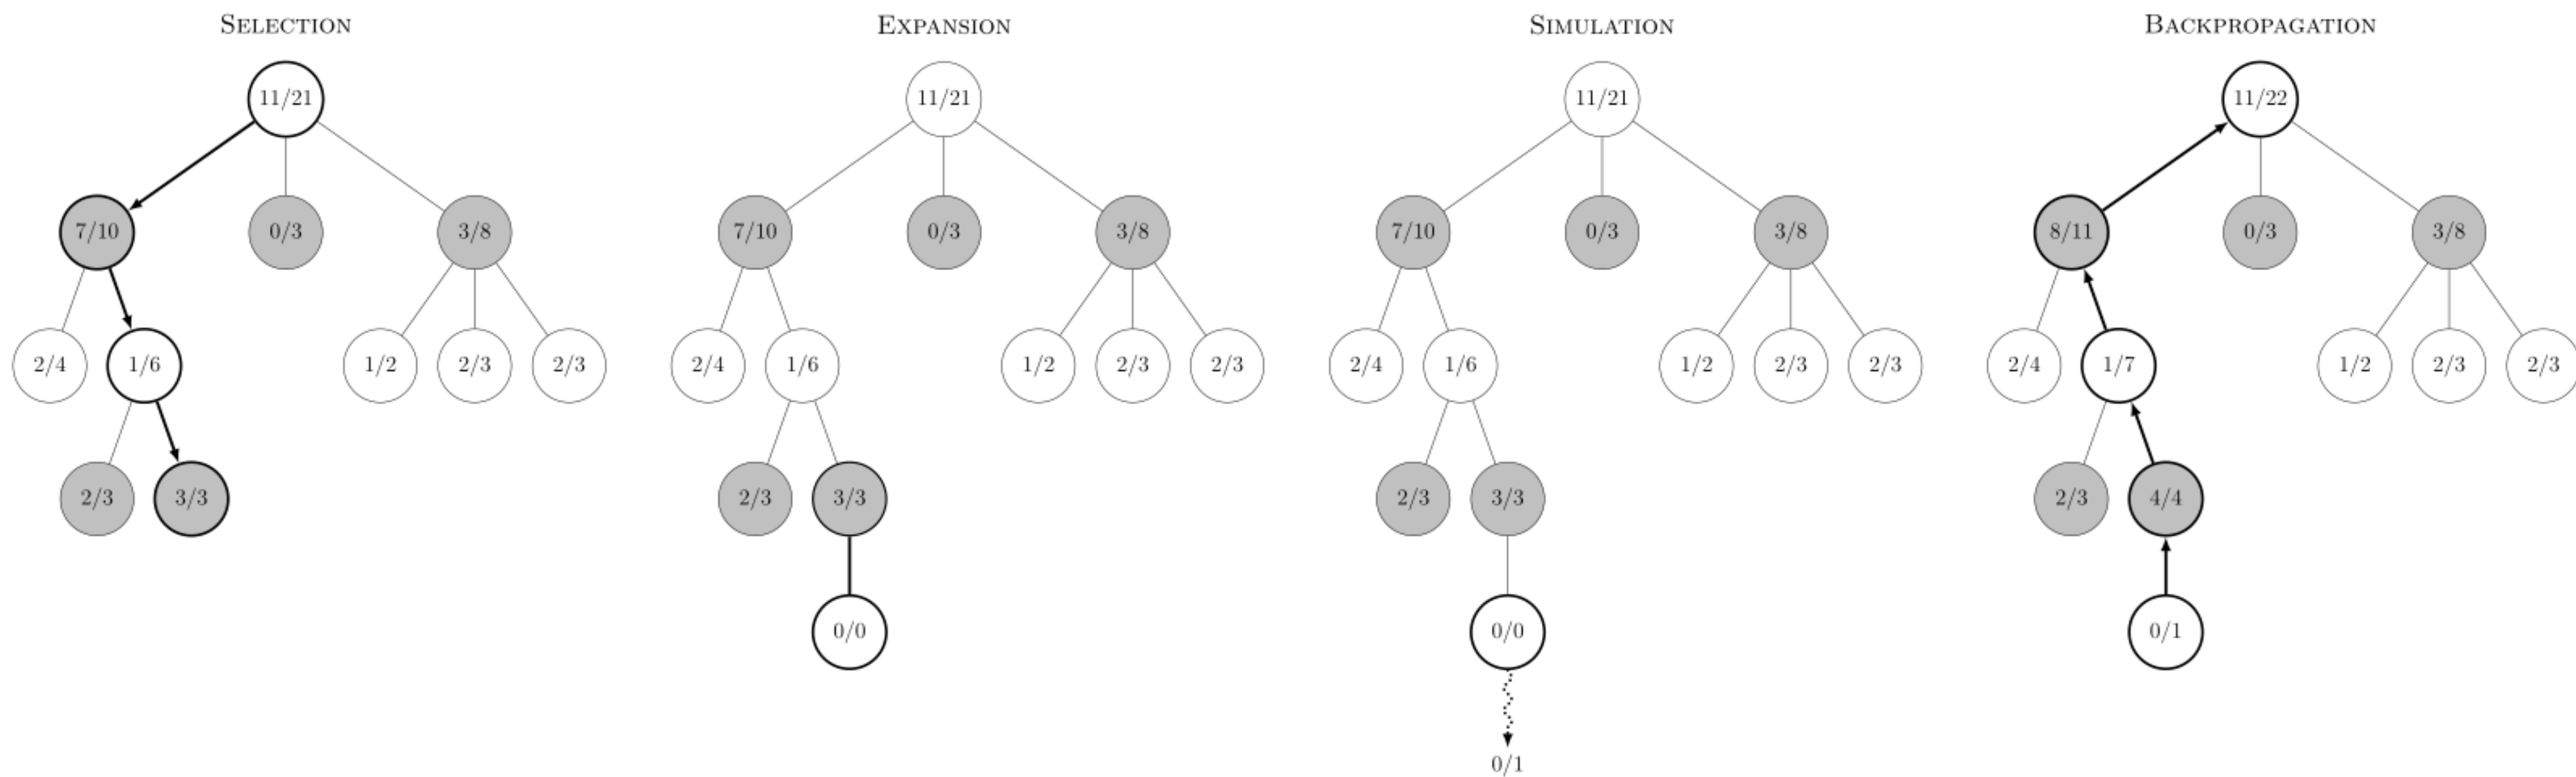 SELECTION
11/21
7/10 0/3 3/8
2/4 1/6 1/2 2/3 2/3
2/3 3/3
EXPANSION
11/21
7/10 0/3 3/8
2/4 1/6 1/2 2/3 2/3
2/3 3/3
0/0
SIMULATION
11/21
7/10 0/3 3/8
2/4 1/6 1/2 2/3 2/3
2/3 3/3
0/0
0/1
BACKPROPAGATION
11/22
8/11 0/3 3/8
2/4 1/7 1/2 2/3 2/3
2/3 4/4
0/1